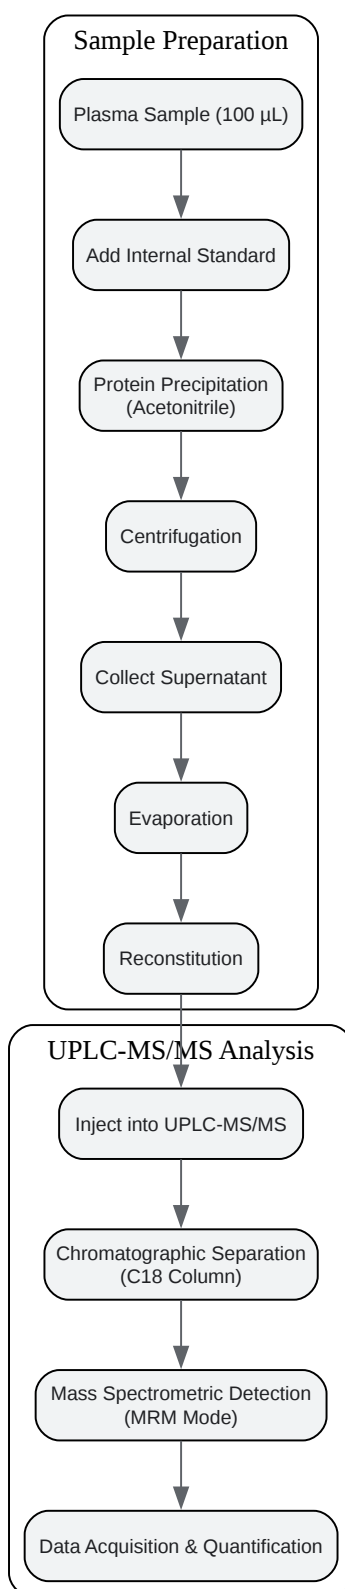 Sample Preparation
Plasma Sample (100 µL)
Add Internal Standard
Protein Precipitation
(Acetonitrile)
Centrifugation
Collect Supernatant
Evaporation
Reconstitution
UPLC-MS/MS Analysis
Inject into UPLC-MS/MS
Chromatographic Separation
(C18 Column)
Mass Spectrometric Detection
(MRM Mode)
Data Acquisition & Quantification